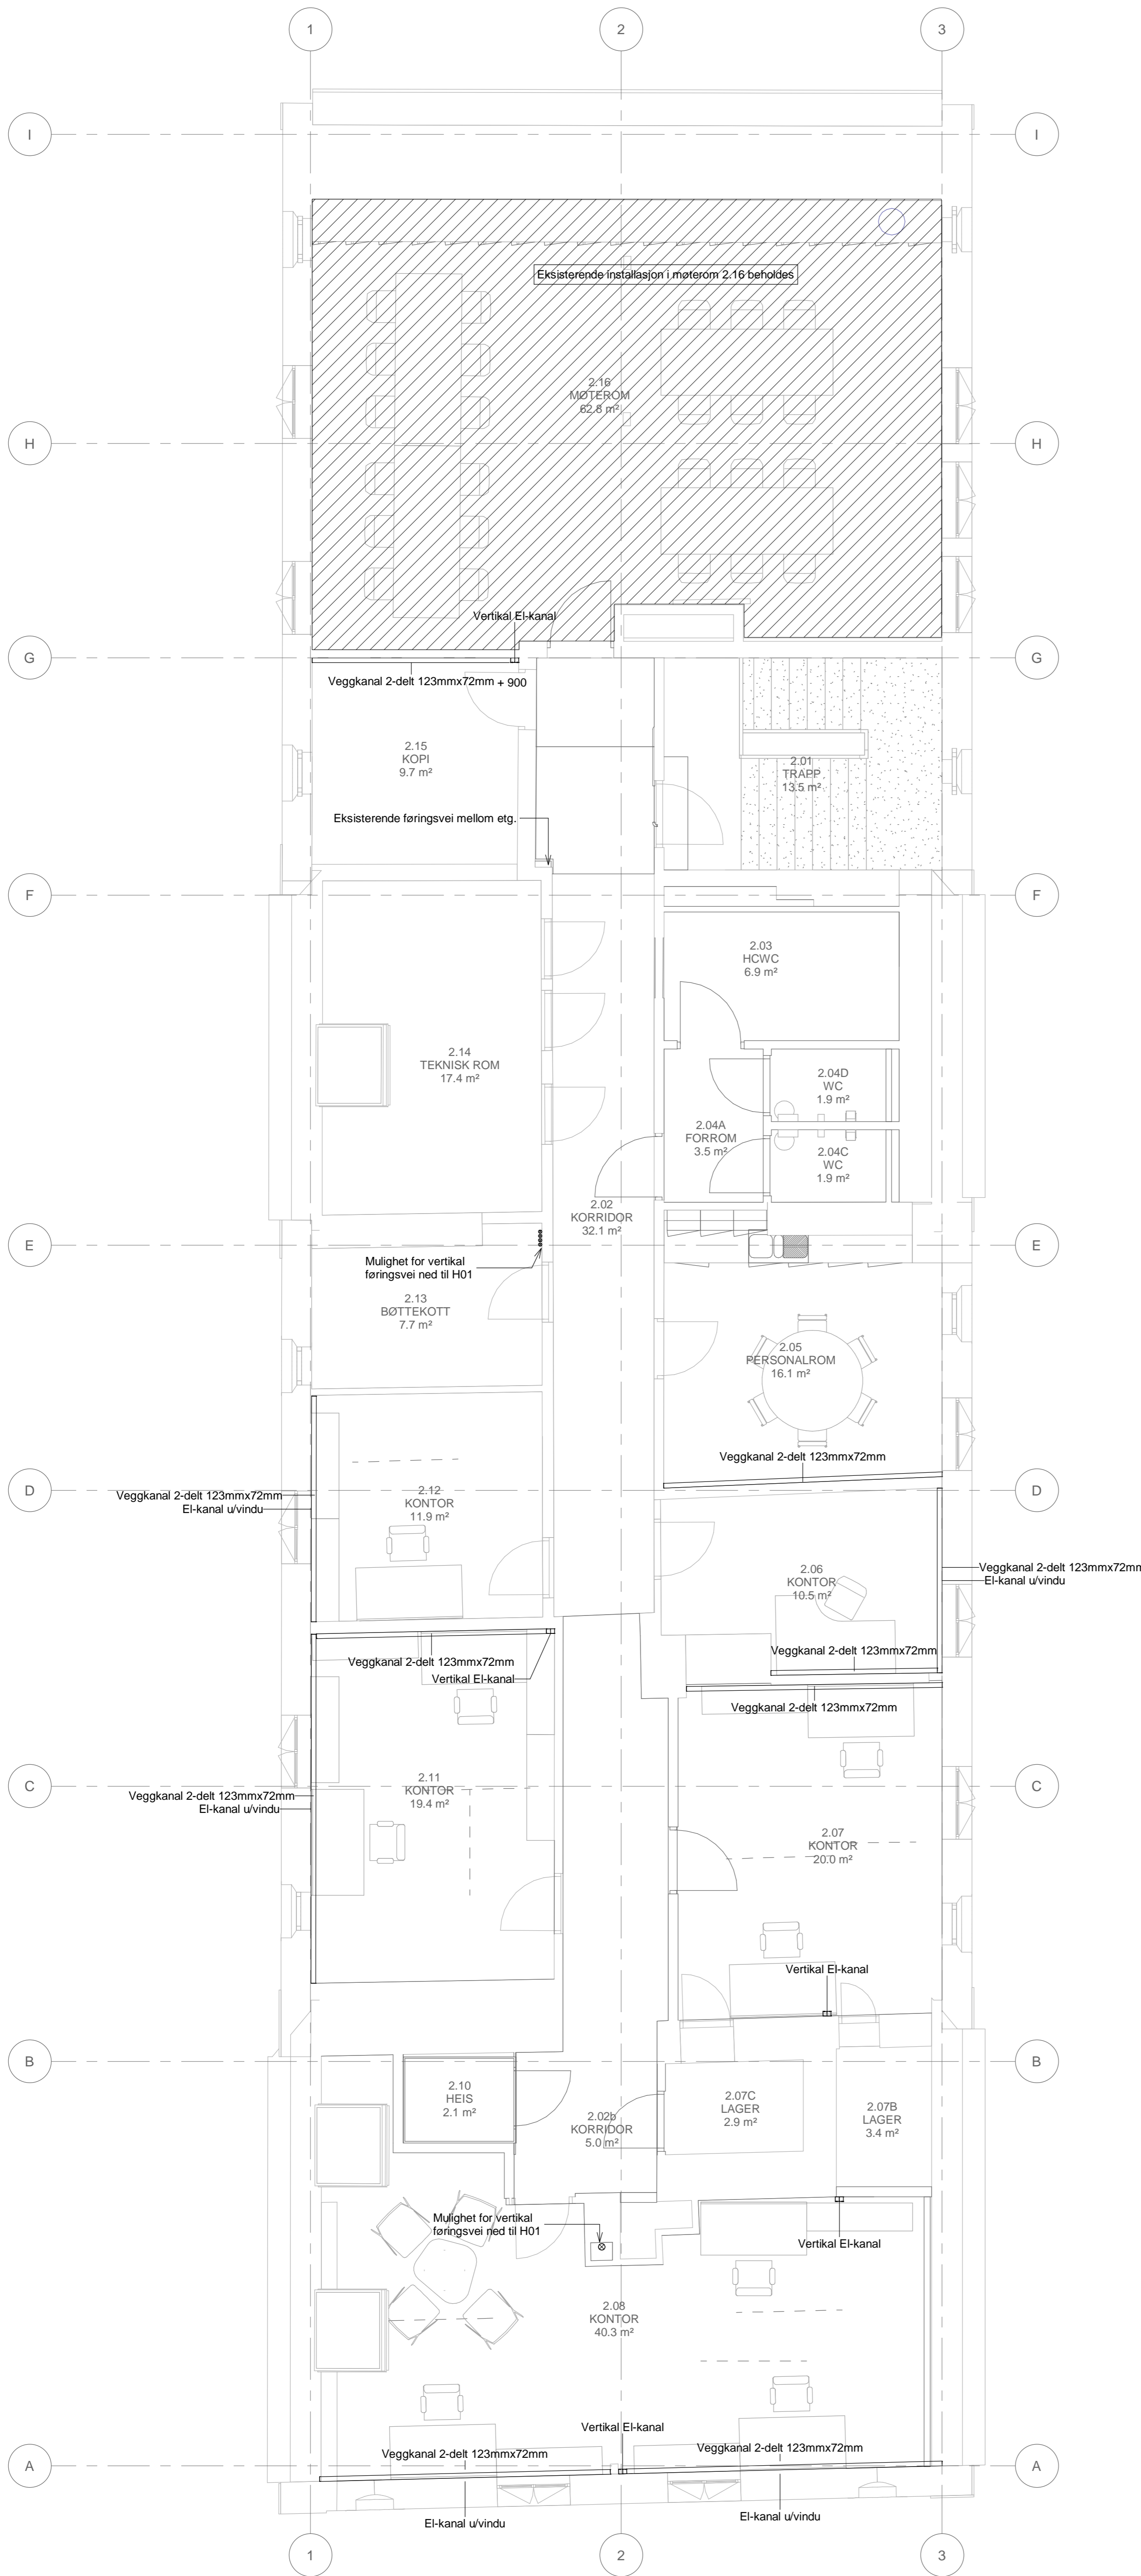 1
2
3
I
I
Eksisterende installasjon i møterom 2.16 beholdes
2.16
MØTEROM
62.8 m²
H
H
Vertikal El-kanal
G
G
Veggkanal 2-delt 123mmx72mm + 900
2.15
KOPI
9.7 m²
2.01
TRAPP
13.5 m²
Eksisterende føringsvei mellom etg.
F
F
2.03
HCWC
6.9 m²
2.14
TEKNISK ROM
17.4 m²
2.04D
WC
1.9 m²
2.04A
FORROM
3.5 m²
2.04C
WC
1.9 m²
2.02
KORRIDOR
32.1 m²
E
E
Mulighet for vertikal
føringsvei ned til H01
2.13
BØTTEKOTT
7.7 m²
2.05
PERSONALROM
16.1 m²
Veggkanal 2-delt 123mmx72mm
D
D
Veggkanal 2-delt 123mmx72mm
El-kanal u/vindu
2.12
KONTOR
11.9 m²
2.06
KONTOR
10.5 m²
Veggkanal 2-delt 123mmx72mm
El-kanal u/vindu
Veggkanal 2-delt 123mmx72mm
Veggkanal 2-delt 123mmx72mm
Vertikal El-kanal
Veggkanal 2-delt 123mmx72mm
C
C
2.11
KONTOR
19.4 m²
Veggkanal 2-delt 123mmx72mm
El-kanal u/vindu
2.07
KONTOR
20.0 m²
Vertikal El-kanal
B
B
2.10
HEIS
2.1 m²
2.02b
KORRIDOR
5.0 m²
2.07C
LAGER
2.9 m²
2.07B
LAGER
3.4 m²
Mulighet for vertikal
føringsvei ned til H01
Vertikal El-kanal
2.08
KONTOR
40.3 m²
Vertikal El-kanal
Veggkanal 2-delt 123mmx72mm
Veggkanal 2-delt 123mmx72mm
A
A
El-kanal u/vindu
El-kanal u/vindu
1
2
3